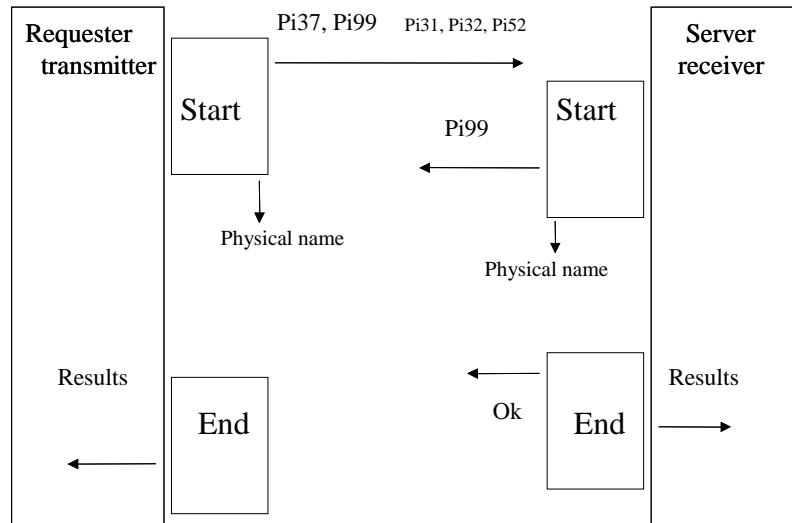 Requester
transmitter
Pi37, Pi99
Pi31, Pi32, Pi52
Server
receiver
Start
Start
Pi99
Physical name
Physical name
Results
Ok
Results
End
End